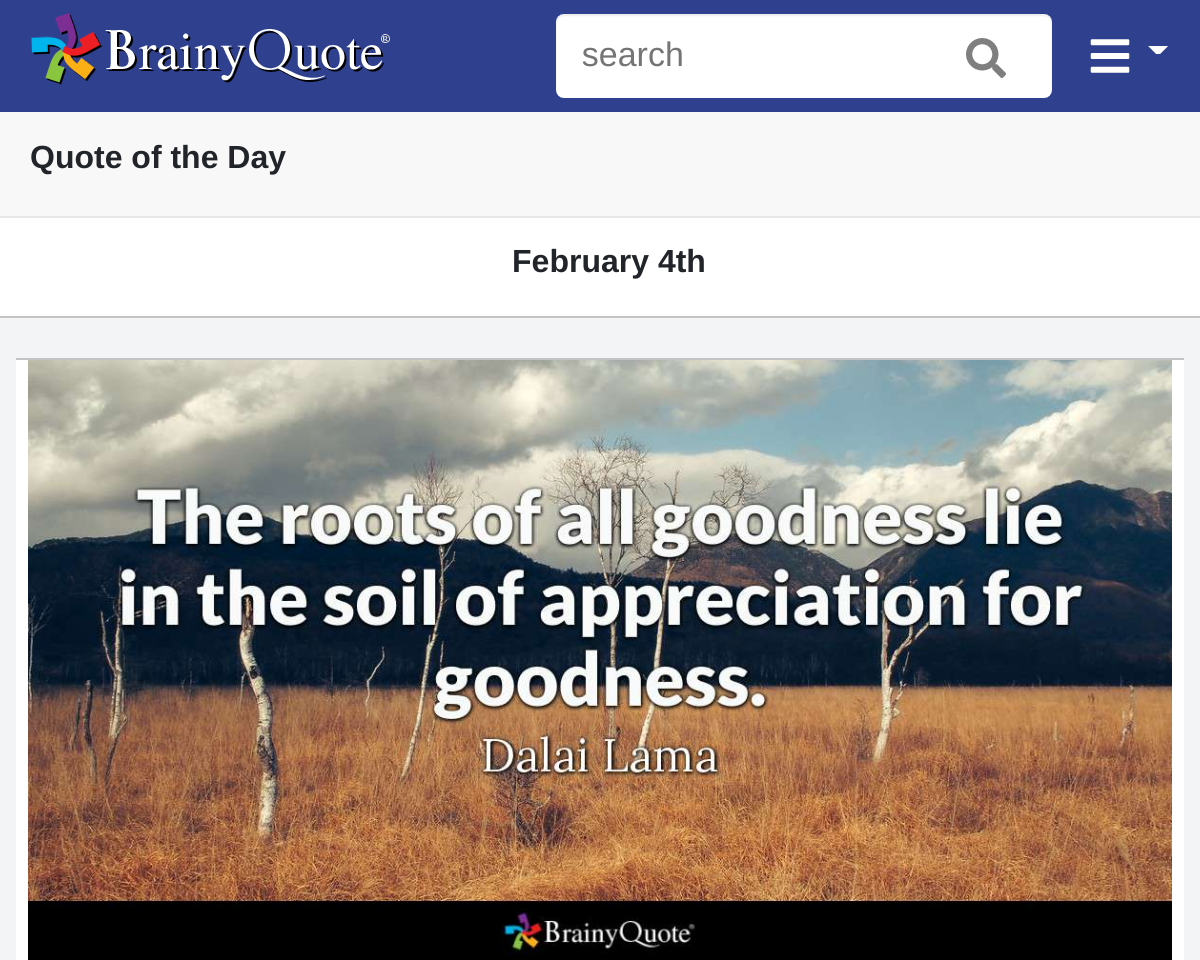 BrainyQuote®
search
Quote of the Day
February 4th
The roots of all goodness lie
in the soil of appreciation for
goodness.
Dalai Lama
BrainyQuote®